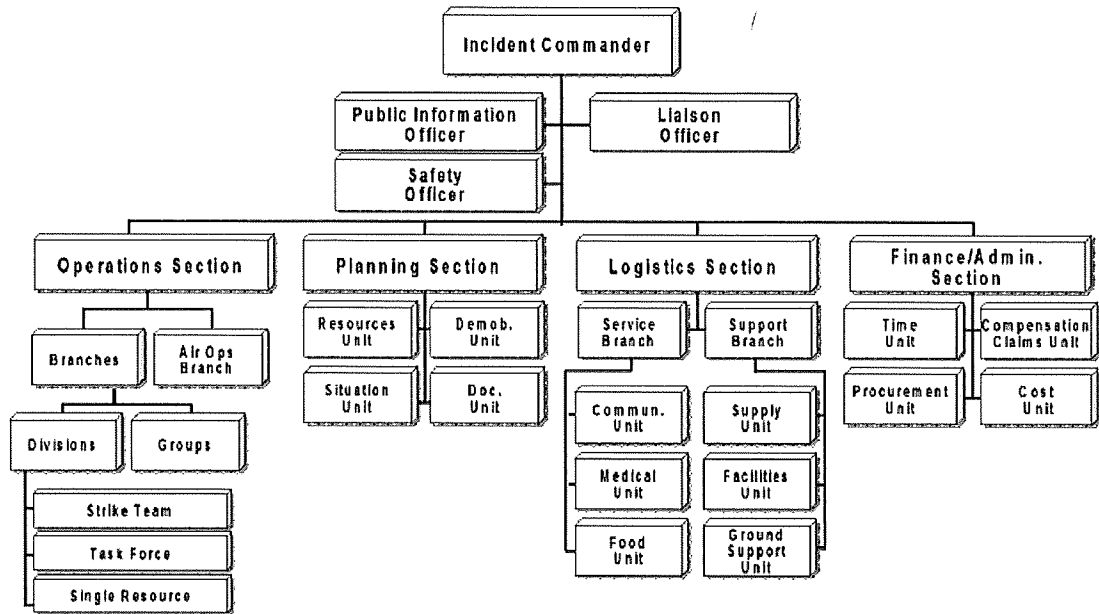 Incident Commander
Public Information
Officer
Liaison
Officer
Safety
Officer
Operations Section
Planning Section
Logistics Section
Finance/Admin.
Section
Branches
Air Ops
Branch
Divisions
Groups
Strike Team
Task Force
Single Resource
Resources
Unit
Demob.
Unit
Situation
Unit
Doc.
Unit
Service
Branch
Support
Branch
Commun.
Unit
Supply
Unit
Medical
Unit
Facilities
Unit
Food
Unit
Ground
Support
Unit
Time
Unit
Compensation
Claims Unit
Procurement
Unit
Cost
Unit